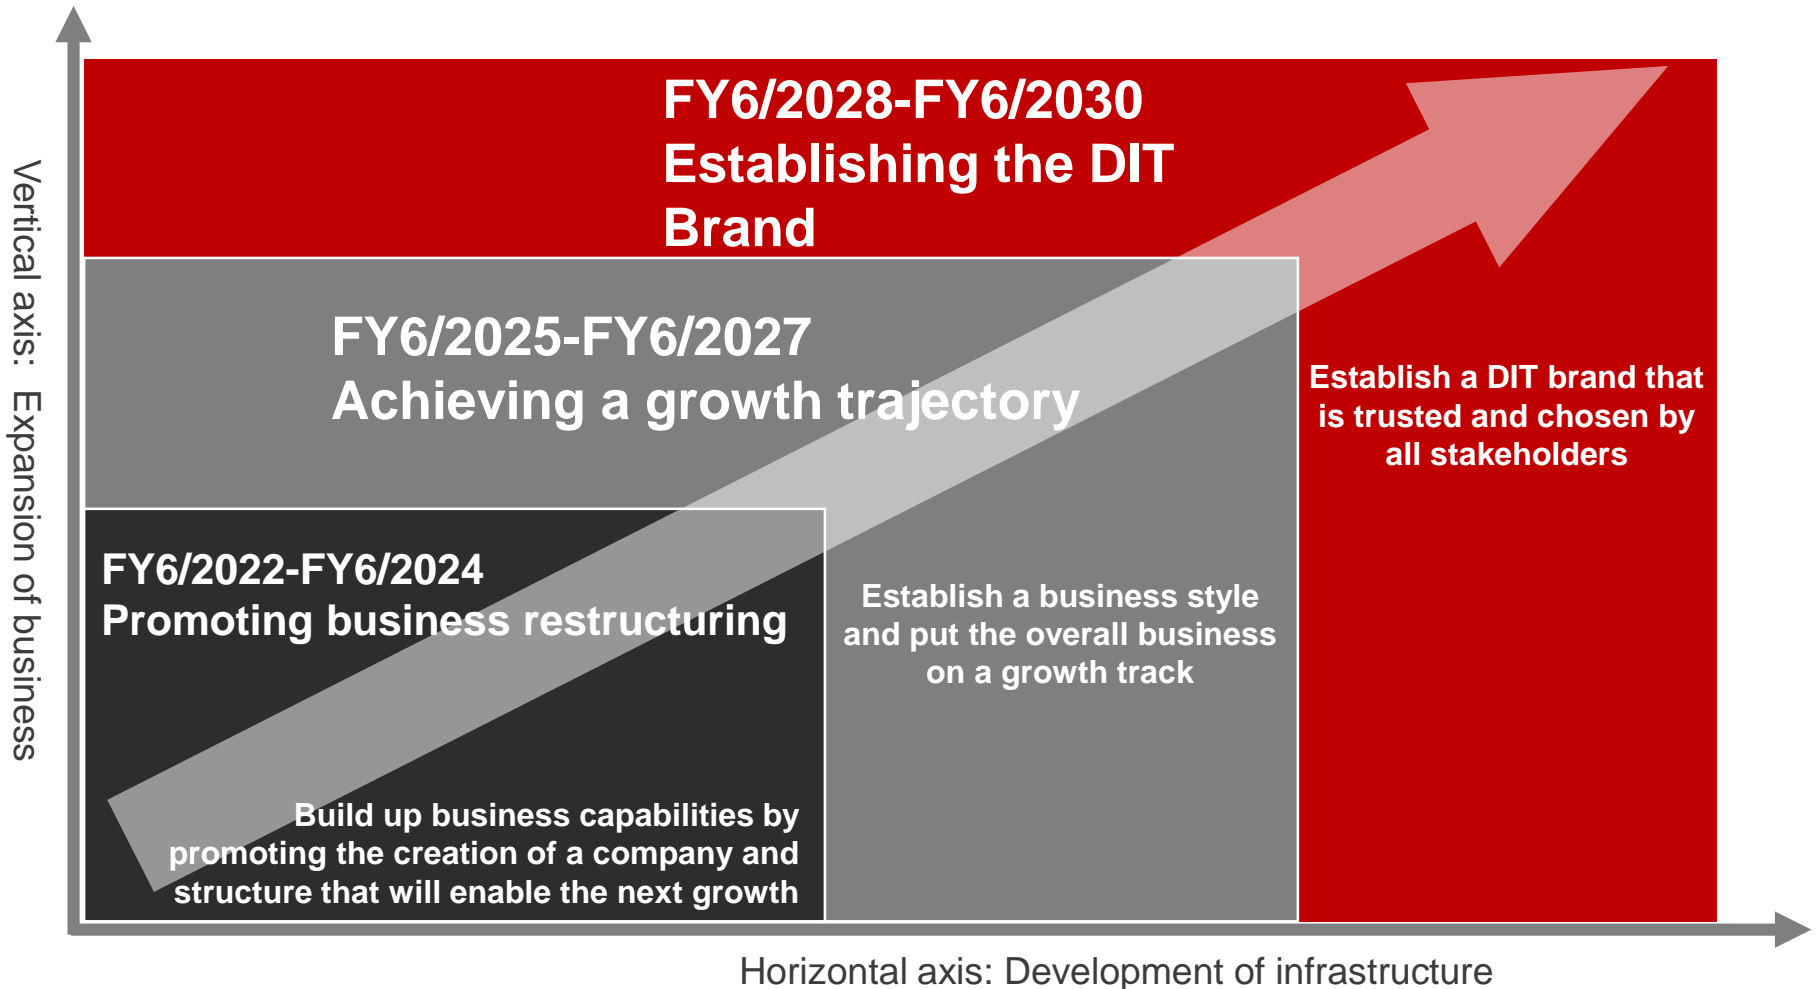 FY6/2028-FY6/2030
Establishing the DIT
Brand
FY6/2025-FY6/2027
Achieving a growth trajectory
Establish a DIT brand that
is trusted and chosen by
all stakeholders
FY6/2022-FY6/2024
Promoting business restructuring
Establish a business style
and put the overall business
on a growth track
Build up business capabilities by
promoting the creation of a company and
structure that will enable the next growth
Vertical axis: Expansion of business
Horizontal axis: Development of infrastructure